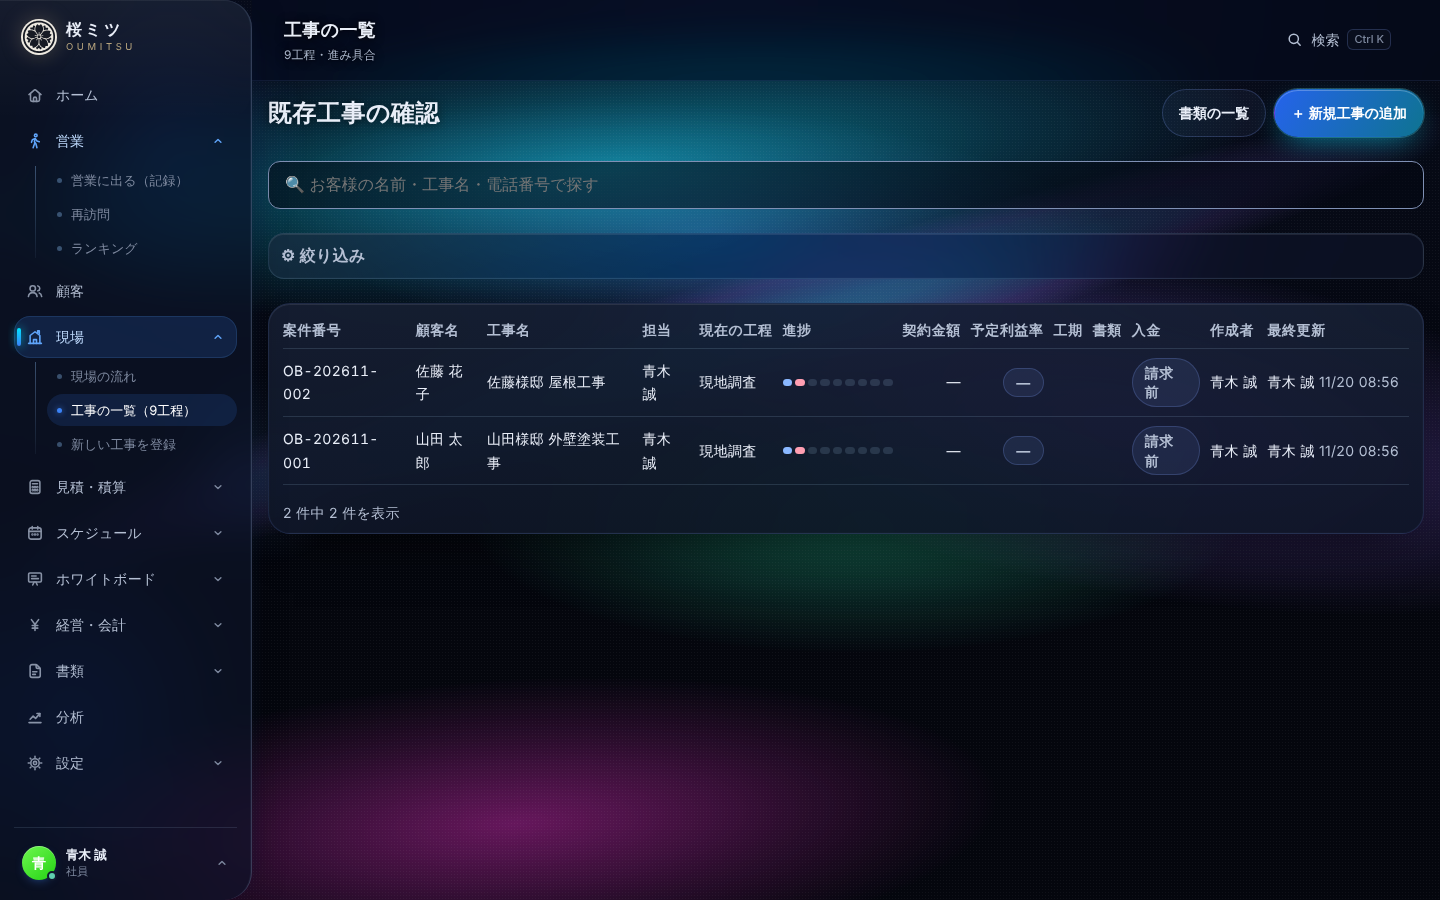 桜ミツ
OUMITSU
ホーム
営業
営業に出る（記録）
再訪問
ランキング
顧客
現場
現場の流れ
工事の一覧（9工程）
新しい工事を登録
見積・積算
スケジュール
ホワイトボード
経営・会計
書類
分析
設定
青
青木 誠
社員
工事の一覧
9工程・進み具合
検索 Ctrl K
既存工事の確認
書類の一覧
+ 新規工事の追加
お客様の名前・工事名・電話番号で探す
絞り込み
案件番号 顧客名 工事名 担当 現在の工程 進捗 契約金額 予定利益率 工期 書類 入金 作成者 最終更新
OB-202611-
002
佐藤 花
子
佐藤様邸 屋根工事
青木
誠
現地調査
—
—
請求
前
青木 誠
青木 誠 11/20 08:56
OB-202611-
001
山田 太
郎
山田様邸 外壁塗装工
事
青木
誠
現地調査
—
—
請求
前
青木 誠
青木 誠 11/20 08:56
2 件中 2 件を表示